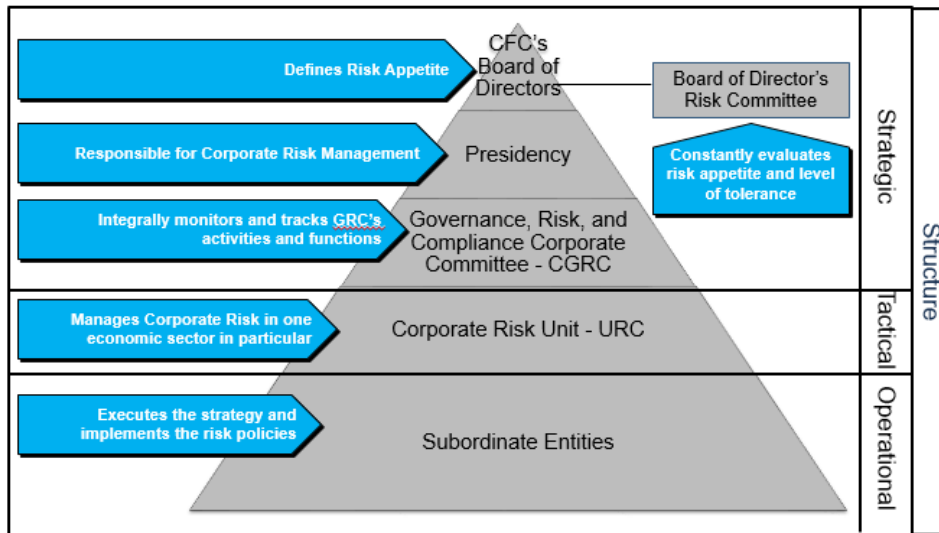 CFC's
Board of
Directors
Defines Risk Appetite
Board of Director's
Risk Committee
Constantly evaluates
risk appetite and level
of tolerance
Responsible for Corporate Risk Management
Presidency
Integrally monitors and tracks GRC's
activities and functions
Governance, Risk, and
Compliance Corporate
Committee - CGRC
Strategic
Manages Corporate Risk in one
economic sector in particular
Corporate Risk Unit - URC
Tactical
Executes the strategy and
implements the risk policies
Subordinate Entities
Operational
Structure